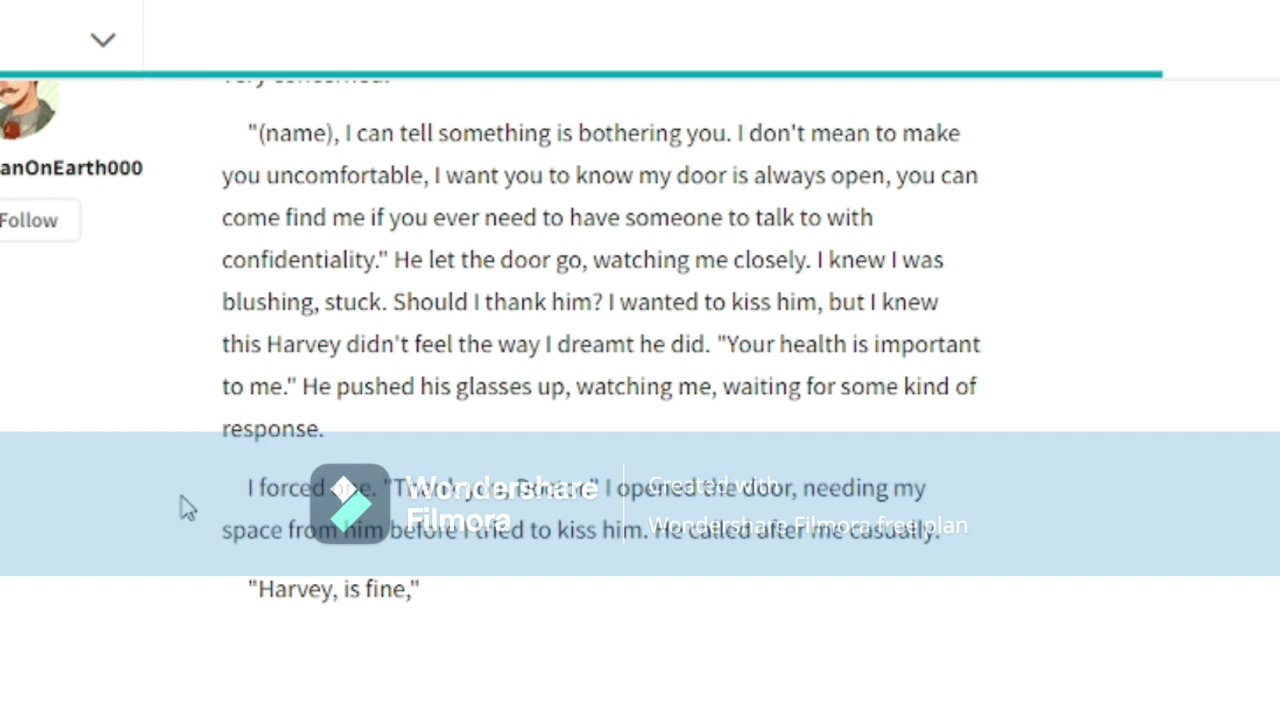 very concerned.
"(name), I can tell something is bothering you. I don't mean to make
anOnEarth000
you uncomfortable, I want you to know my door is always open, you can
Follow
come find me if you ever need to have someone to talk to with
confidentiality." He let the door go, watching me closely. I knew I was
blushing, stuck. Should I thank him? I wanted to kiss him, but I knew
this Harvey didn't feel the way I dreamt he did. "Your health is important
to me." He pushed his glasses up, watching me, waiting for some kind of
response.
I forced one. "Thank you, Doctor." I opened the door, needing my
space from him before I tried to kiss him. He called after me casually.
Wondershare
Filmora
Created with
Wondershare Filmora free plan
"Harvey, is fine,"